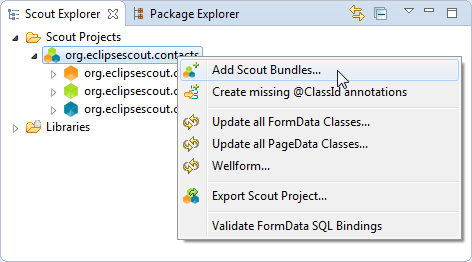 Scout Explorer Package Explorer
Scout Projects
org.eclipsescout.contacts
Add Scout Bundles...
org.eclipsescout.c
Create missing @ClassId annotations
org.eclipsescout.c
Update all FormData Classes...
org.eclipsescout.c
Update all PageData Classes...
Libraries
Wellform...
Export Scout Project...
Validate FormData SQL Bindings